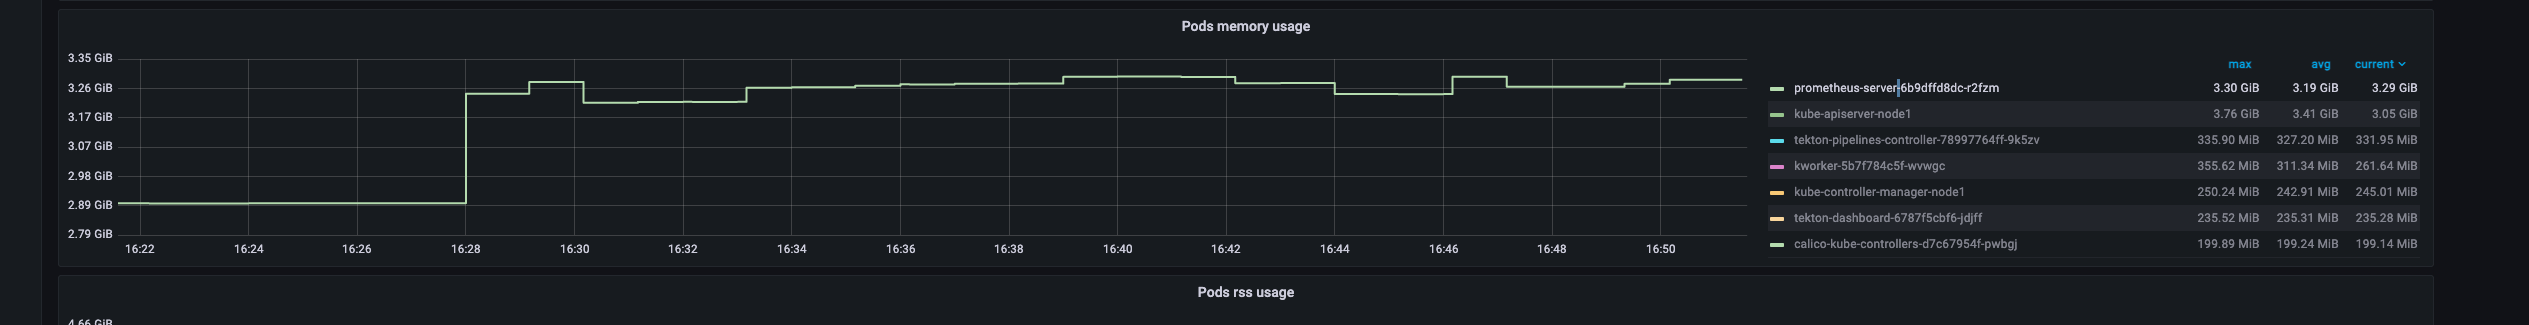 Pods memory usage
3.35 GiB
3.26 GiB
3.17 GiB
3.07 GiB
2.98 GiB
2.89 GiB
2.79 GiB
16:22 16:24 16:26 16:28 16:30 16:32 16:34 16:36 16:38 16:40 16:42 16:44 16:46 16:48 16:50
max avg current
prometheus-server-6b9dffd8dc-r2fzm 3.30 GiB 3.19 GiB 3.29 GiB
kube-apiserver-node1 3.76 GiB 3.41 GiB 3.05 GiB
tekton-pipelines-controller-78997764ff-9k5zv 335.90 MiB 327.20 MiB 331.95 MiB
kworker-5b7f784c5f-wvwgc 355.62 MiB 311.34 MiB 261.64 MiB
kube-controller-manager-node1 250.24 MiB 242.91 MiB 245.01 MiB
tekton-dashboard-6787f5cbf6-jdjff 235.52 MiB 235.31 MiB 235.28 MiB
calico-kube-controllers-d7c67954f-pwbgj 199.89 MiB 199.24 MiB 199.14 MiB
Pods rss usage
4.66 GiB